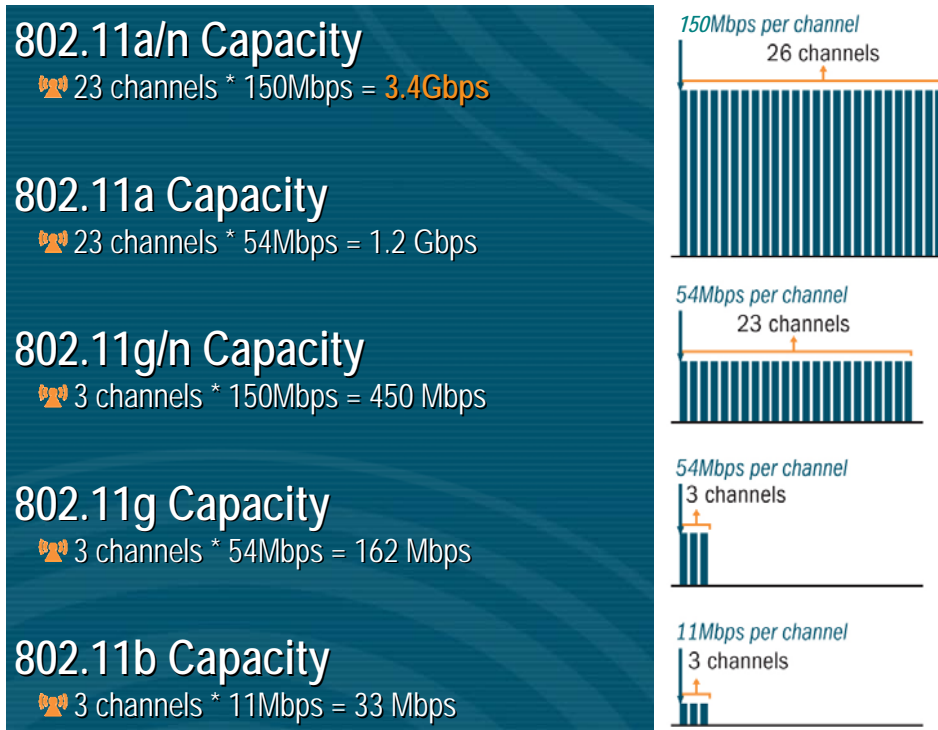 802.11a/n Capacity
23 channels * 150Mbps = 3.4Gbps
802.11a Capacity
23 channels * 54Mbps = 1.2 Gbps
802.11g/n Capacity
3 channels * 150Mbps = 450 Mbps
802.11g Capacity
3 channels * 54Mbps = 162 Mbps
802.11b Capacity
3 channels * 11Mbps = 33 Mbps
150Mbps per channel
26 channels
54Mbps per channel
23 channels
54Mbps per channel
3 channels
11Mbps per channel
3 channels